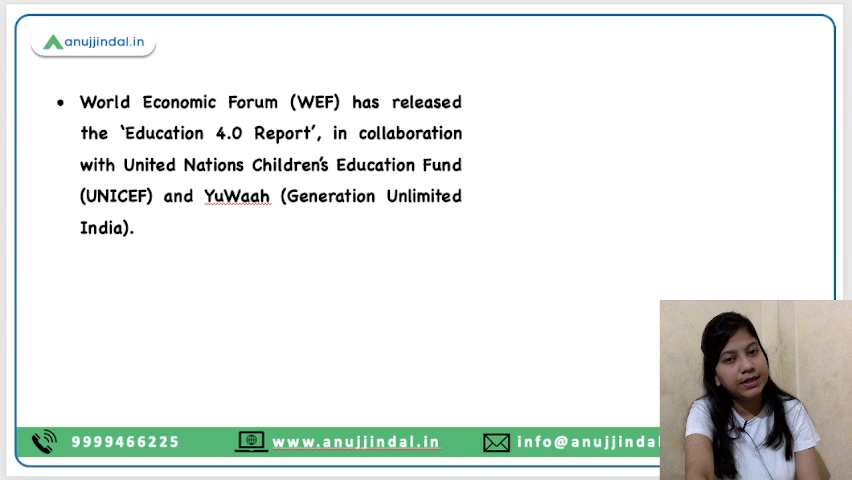 anujjindal.in
• World Economic Forum (WEF) has released
the ‘Education 4.0 Report’, in collaboration
with United Nations Children’s Education Fund
(UNICEF) and YuWaah (Generation Unlimited
India).
9999466225 www.anujjindal.in info@anujjindal